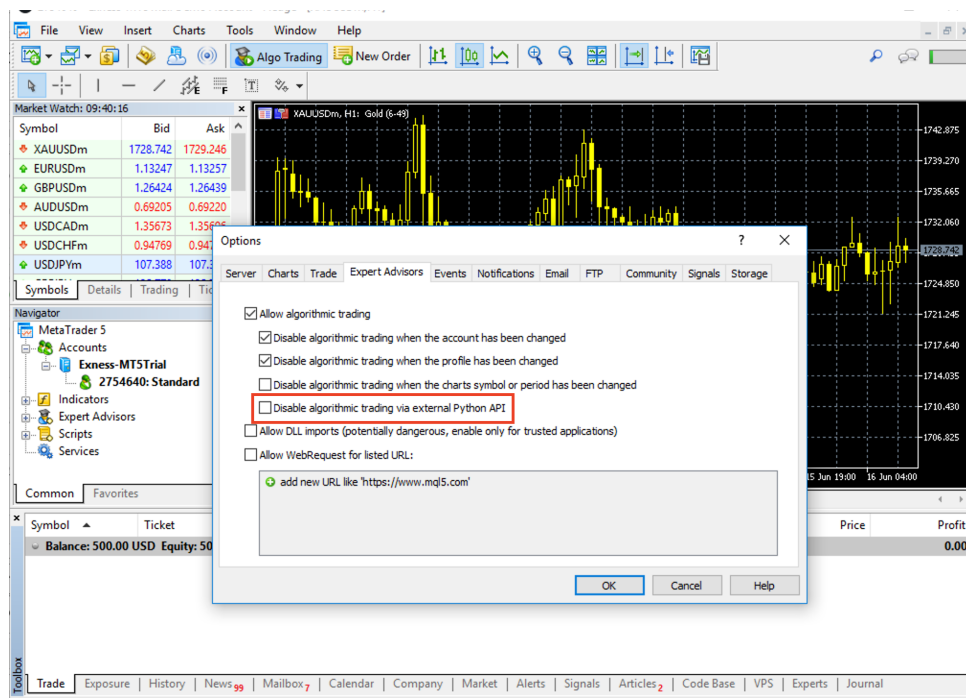 File View Insert Charts Tools Window Help
Algo Trading New Order
E F T
Market Watch: 09:40:16
Symbol Bid Ask
XAUUSDm 1728.742 1729.246
EURUSDm 1.13247 1.13257
GBPUSDm 1.26424 1.26439
AUDUSDm 0.69205 0.69220
USDCADm 1.35673
USDCHFm 0.94769
USDJPYm 107.388
Symbols Details Trading
XAUUSDm, H1: Gold (6-49)
1742.875
1739.270
1735.665
1732.060
1728.742
1724.850
1721.245
1717.640
1714.035
1710.430
1706.825
15 Jun 19:00 16 Jun 04:00
Navigator
MetaTrader 5
Accounts
Exness-MT5Trial
2754640: Standard
Indicators
Expert Advisors
Scripts
Services
Common Favorites
Options ?
Server Charts Trade Expert Advisors Events Notifications Email FTP Community Signals Storage
Allow algorithmic trading
Disable algorithmic trading when the account has been changed
Disable algorithmic trading when the profile has been changed
Disable algorithmic trading when the charts symbol or period has been changed
Disable algorithmic trading via external Python API
Allow DLL imports (potentially dangerous, enable only for trusted applications)
Allow WebRequest for listed URL:
add new URL like 'https://www.mql5.com'
OK Cancel Help
Symbol Ticket Price Profit
Balance: 500.00 USD Equity: 50 0.00
Toolbox
Trade Exposure History News 99 Mailbox 7 Calendar Company Market Alerts Signals Articles 2 Code Base VPS Experts Journal